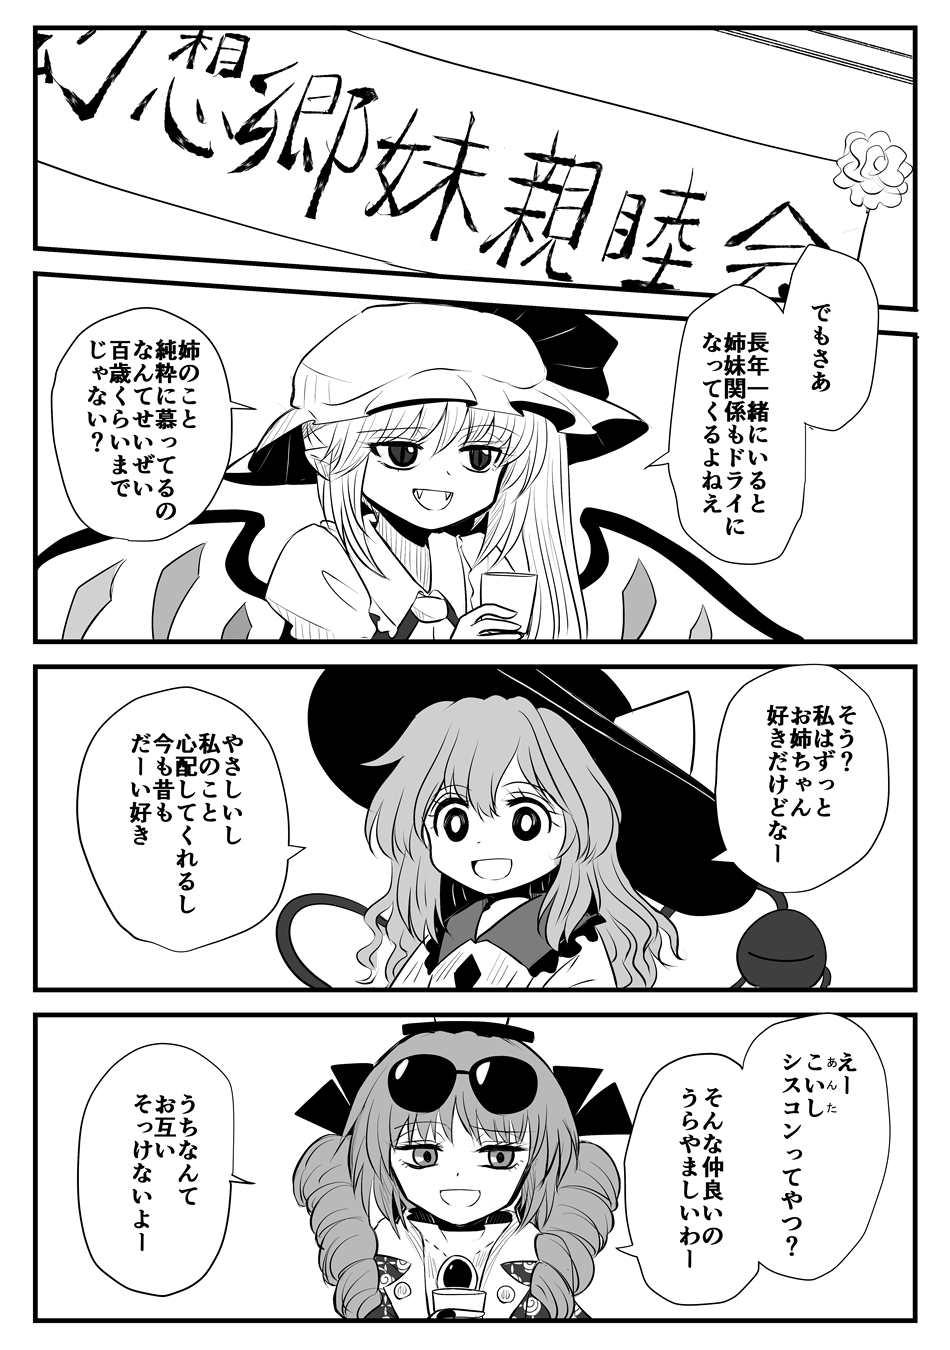 幻想郷妹親睦会
でもさあ
長年一緒にいると
姉妹関係もドライに
なってくるよねえ
姉のこと
純粋に慕ってるの
なんてせいぜい
百歳くらいまで
じゃない？
そう？
私はずっと
お姉ちゃん
好きだけどなー
やさしいし
私のこと
心配してくれるし
今も昔も
だーい好き
えー
こいし
あんた
シスコンってやつ？
そんな仲良いの
うらやましいわー
うちなんて
お互い
そっけないよー